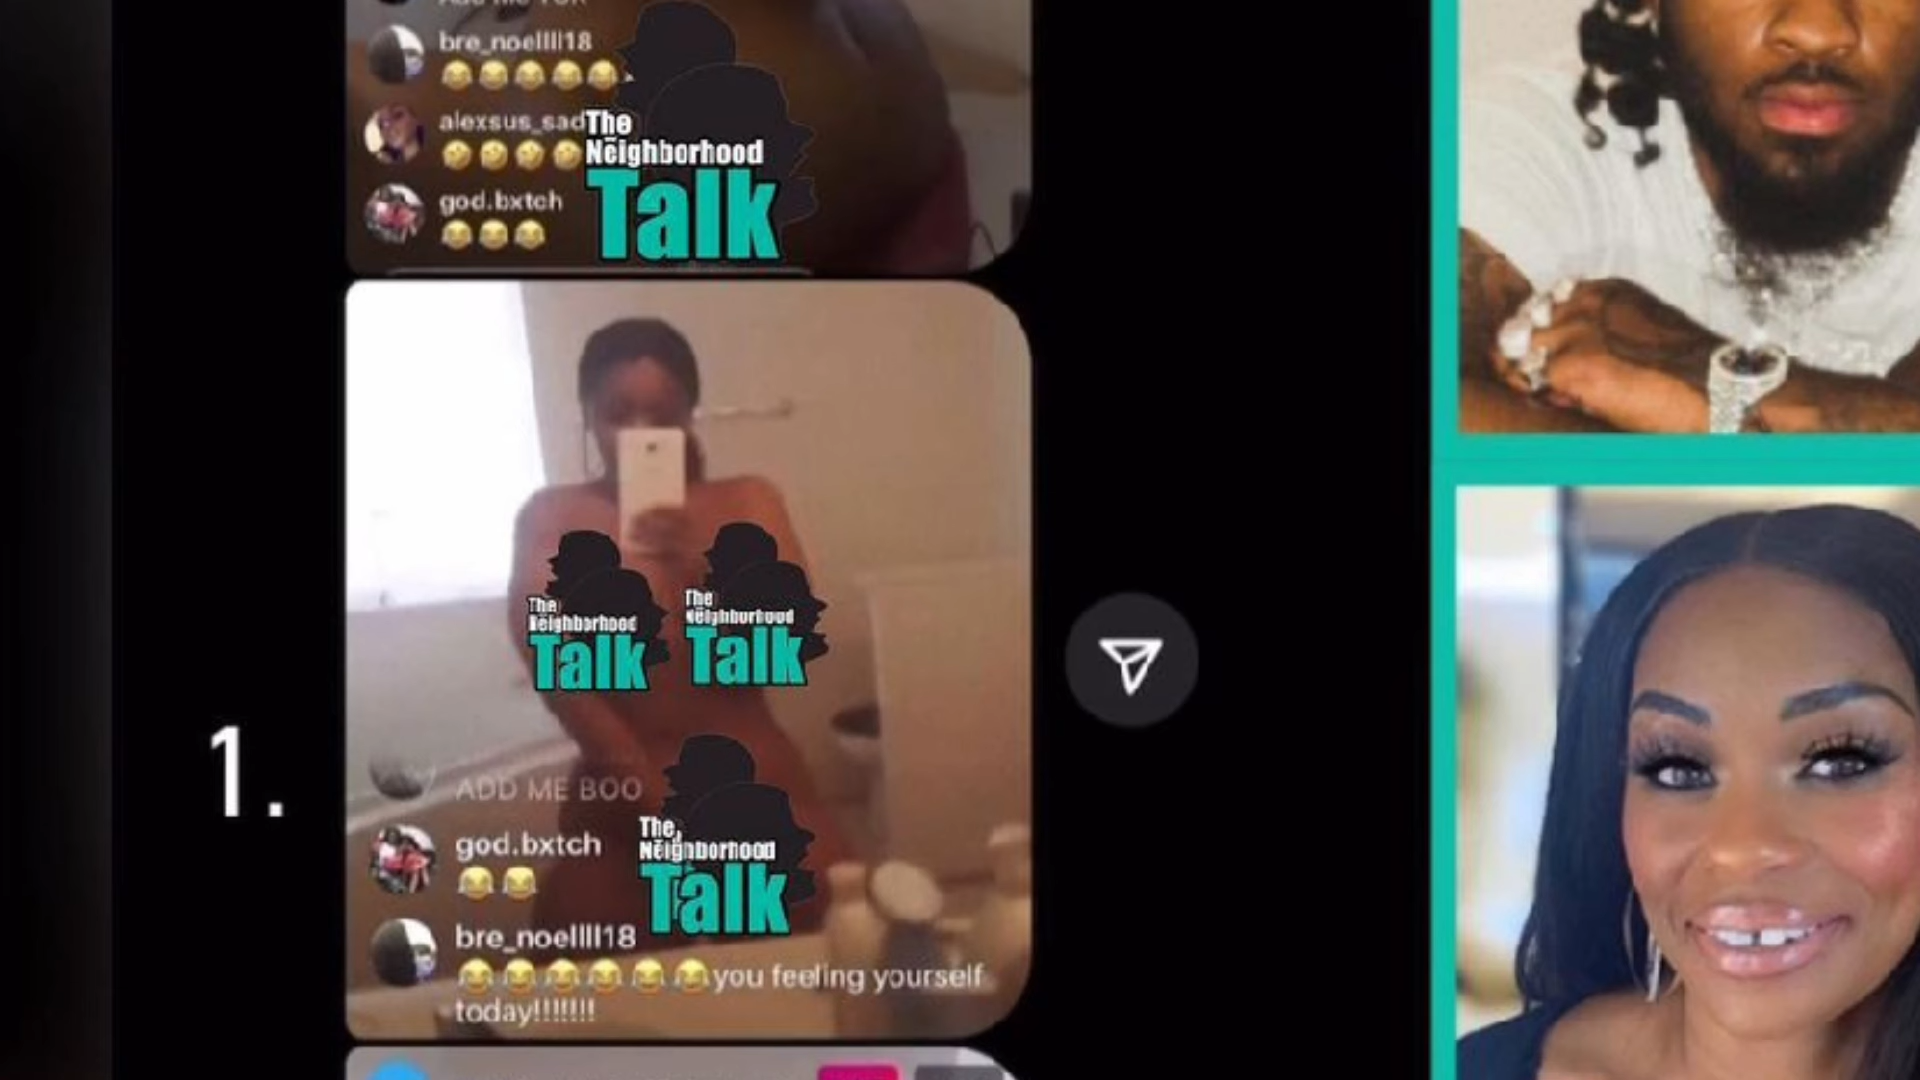 bre_noellll18
😂😂😂😂😂
alexsus_sad
🤣🤣🤣🤣
god.bxtch
😂😂😂
The
Neighborhood
Talk
The
Neighborhood
Talk
The
Neighborhood
Talk
1.
ADD ME BOO
god.bxtch
😂😂
The
Neighborhood
Talk
bre_noellll18
😂😂😂😂😂😂you feeling yourself
today!!!!!!!